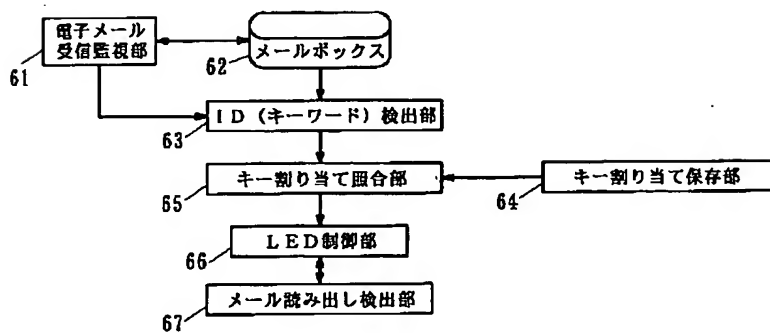 電子メール
受信監視部
61
メールボックス
62
ID(キーワード)検出部
63
キー割り当て照合部
65
キー割り当て保存部
64
LED制御部
66
メール読み出し検出部
67